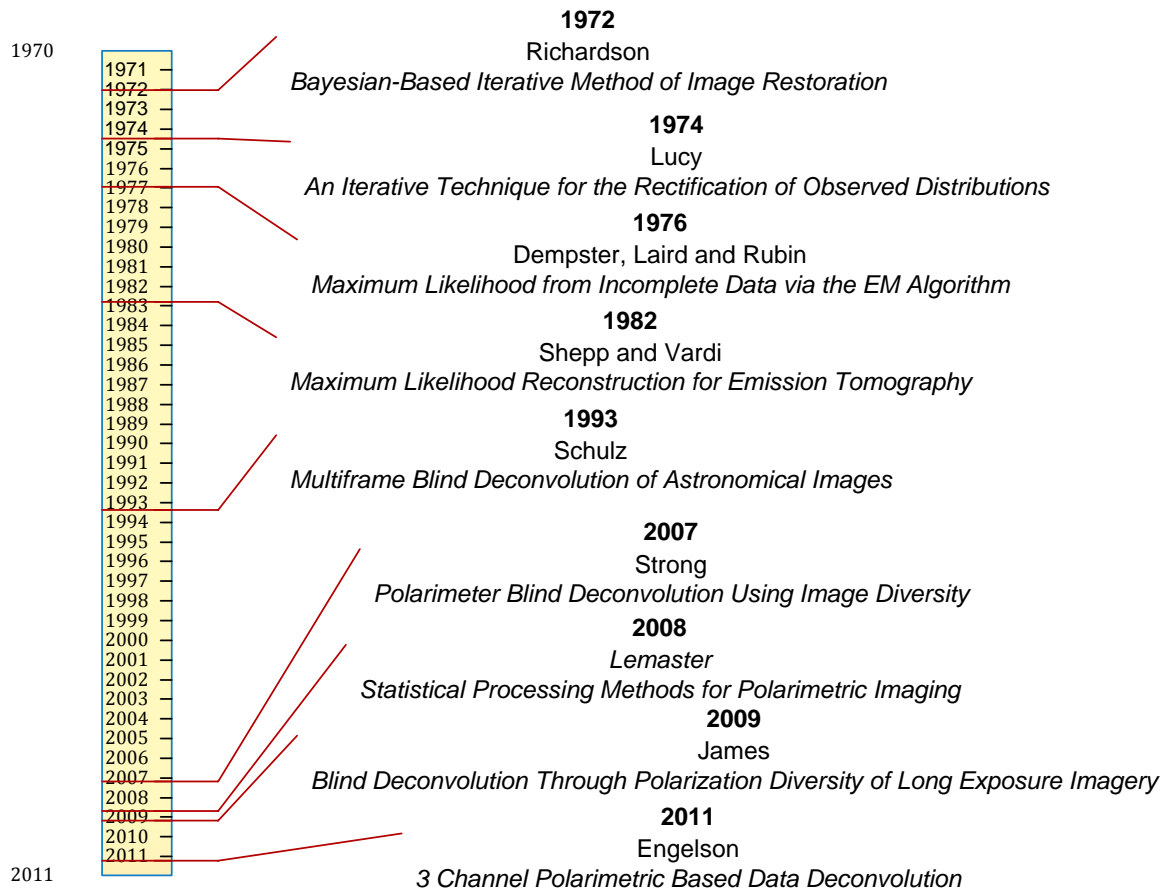 1970
1971
1972
1973
1974
1975
1976
1977
1978
1979
1980
1981
1982
1983
1984
1985
1986
1987
1988
1989
1990
1991
1992
1993
1994
1995
1996
1997
1998
1999
2000
2001
2002
2003
2004
2005
2006
2007
2008
2009
2010
2011
2011
1972
Richardson
Bayesian-Based Iterative Method of Image Restoration
1974
Lucy
An Iterative Technique for the Rectification of Observed Distributions
1976
Dempster, Laird and Rubin
Maximum Likelihood from Incomplete Data via the EM Algorithm
1982
Shepp and Vardi
Maximum Likelihood Reconstruction for Emission Tomography
1993
Schulz
Multiframe Blind Deconvolution of Astronomical Images
2007
Strong
Polarimeter Blind Deconvolution Using Image Diversity
2008
Lemaster
Statistical Processing Methods for Polarimetric Imaging
2009
James
Blind Deconvolution Through Polarization Diversity of Long Exposure Imagery
2011
Engelson
3 Channel Polarimetric Based Data Deconvolution